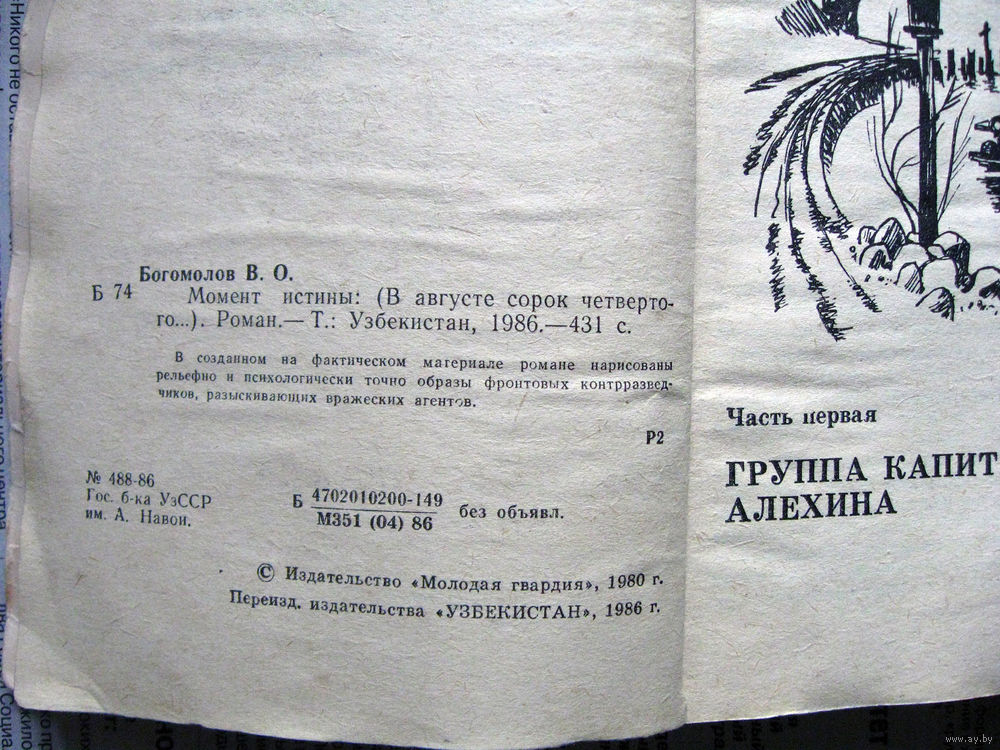 Богомолов В. О.
Б 74
Момент истины: (В августе сорок четверто-
го...). Роман.— Т.: Узбекистан, 1986.—431 с.
В созданном на фактическом материале романе нарисованы
рельефно и психологически точно образы фронтовых контрразвед-
чиков, разыскивающих вражеских агентов.
Р2
№ 488-86
Гос. б-ка УзССР
им. А. Навои.
Б 4702010200-149 без объявл.
М351 (04) 86
© Издательство «Молодая гвардия», 1980 г.
Переизд. издательства «УЗБЕКИСТАН», 1986 г.
Часть первая
ГРУППА КАПИТ
АЛЕХИНА
www.ay.by